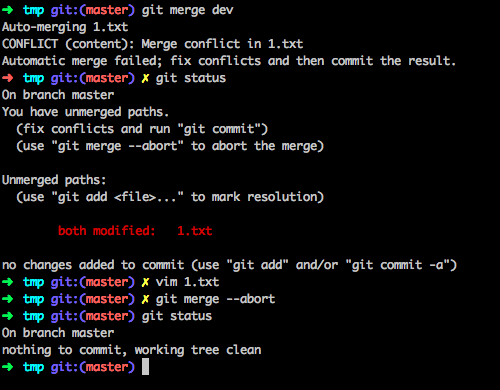 ➜ tmp git:(master) git merge dev
Auto-merging 1.txt
CONFLICT (content): Merge conflict in 1.txt
Automatic merge failed; fix conflicts and then commit the result.
➜ tmp git:(master) ✗ git status
On branch master
You have unmerged paths.
  (fix conflicts and run "git commit")
  (use "git merge --abort" to abort the merge)

Unmerged paths:
  (use "git add <file>..." to mark resolution)

        both modified:   1.txt

no changes added to commit (use "git add" and/or "git commit -a")
➜ tmp git:(master) ✗ vim 1.txt
➜ tmp git:(master) ✗ git merge --abort
➜ tmp git:(master) git status
On branch master
nothing to commit, working tree clean
➜ tmp git:(master)